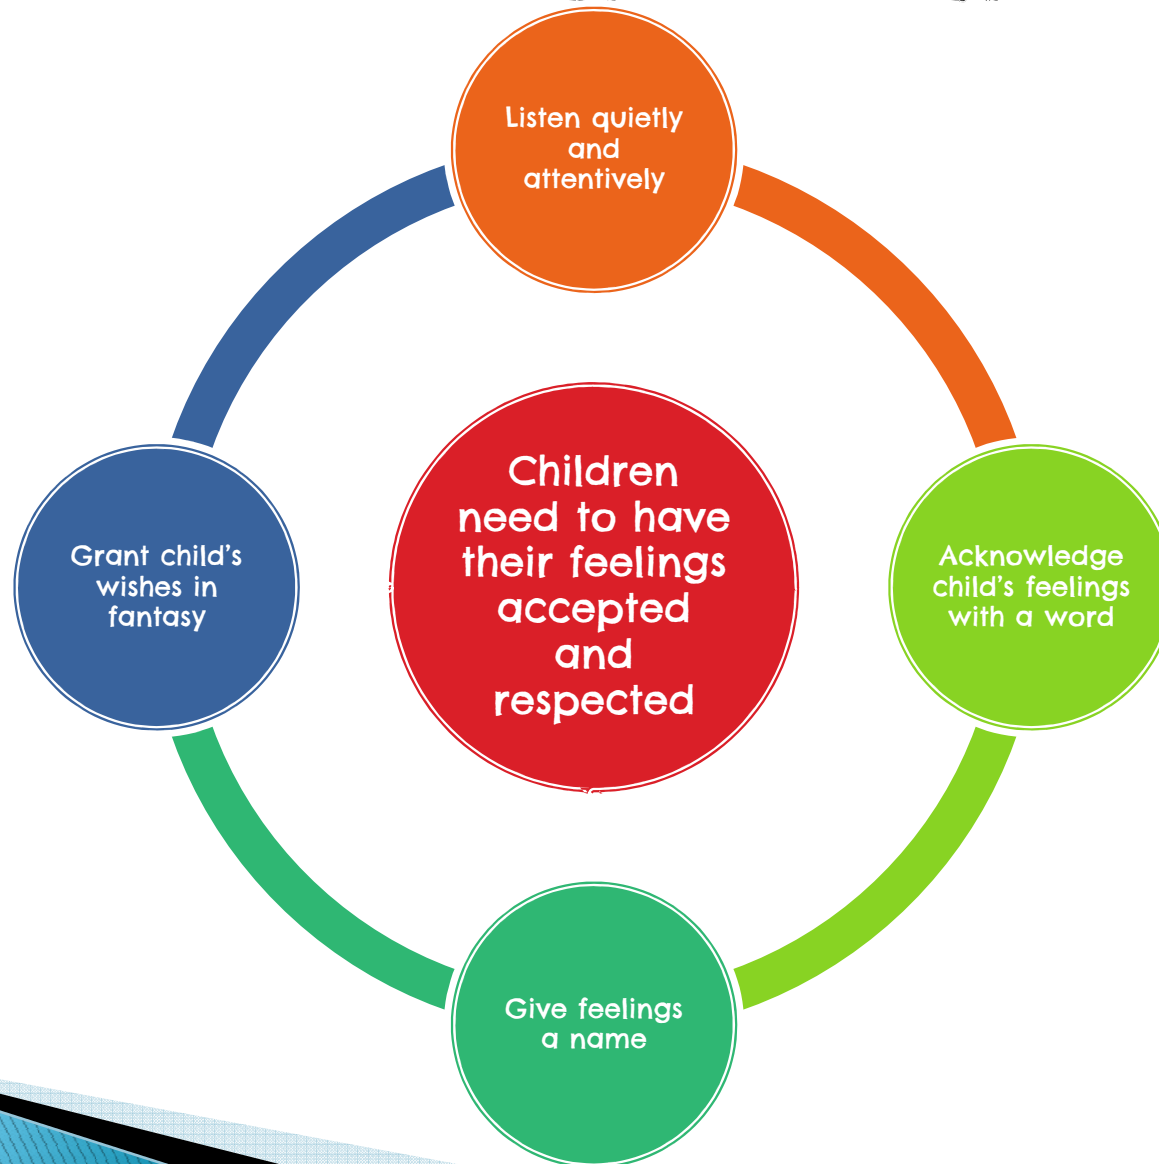 Listen quietly
and
attentively
Children
need to have
their feelings
accepted
and
respected
Grant child's
wishes in
fantasy
Acknowledge
child's feelings
with a word
Give feelings
a name